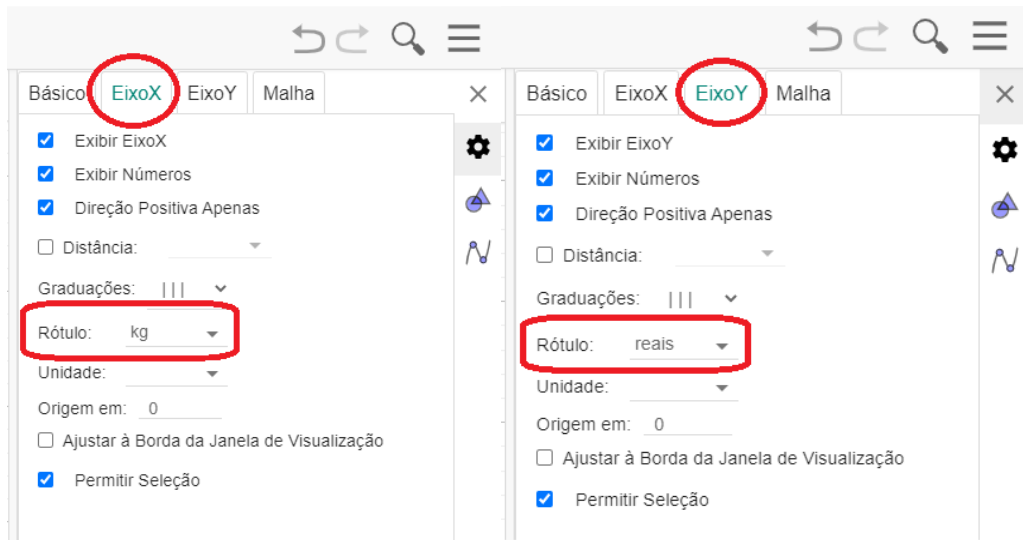 Básico EixoX EixoY Malha
Exibir EixoX
Exibir Números
Direção Positiva Apenas
Distância:
Graduações: | | |
Rótulo: kg
Unidade:
Origem em: 0
Ajustar à Borda da Janela de Visualização
Permitir Seleção
Básico EixoX EixoY Malha
Exibir EixoY
Exibir Números
Direção Positiva Apenas
Distância:
Graduações: | | |
Rótulo: reais
Unidade:
Origem em: 0
Ajustar à Borda da Janela de Visualização
Permitir Seleção